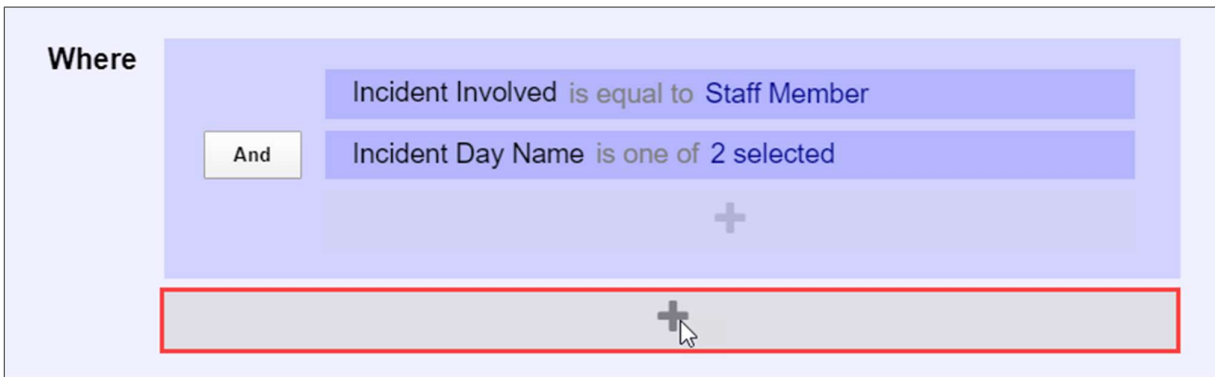 Where
Incident Involved is equal to Staff Member
And
Incident Day Name is one of 2 selected